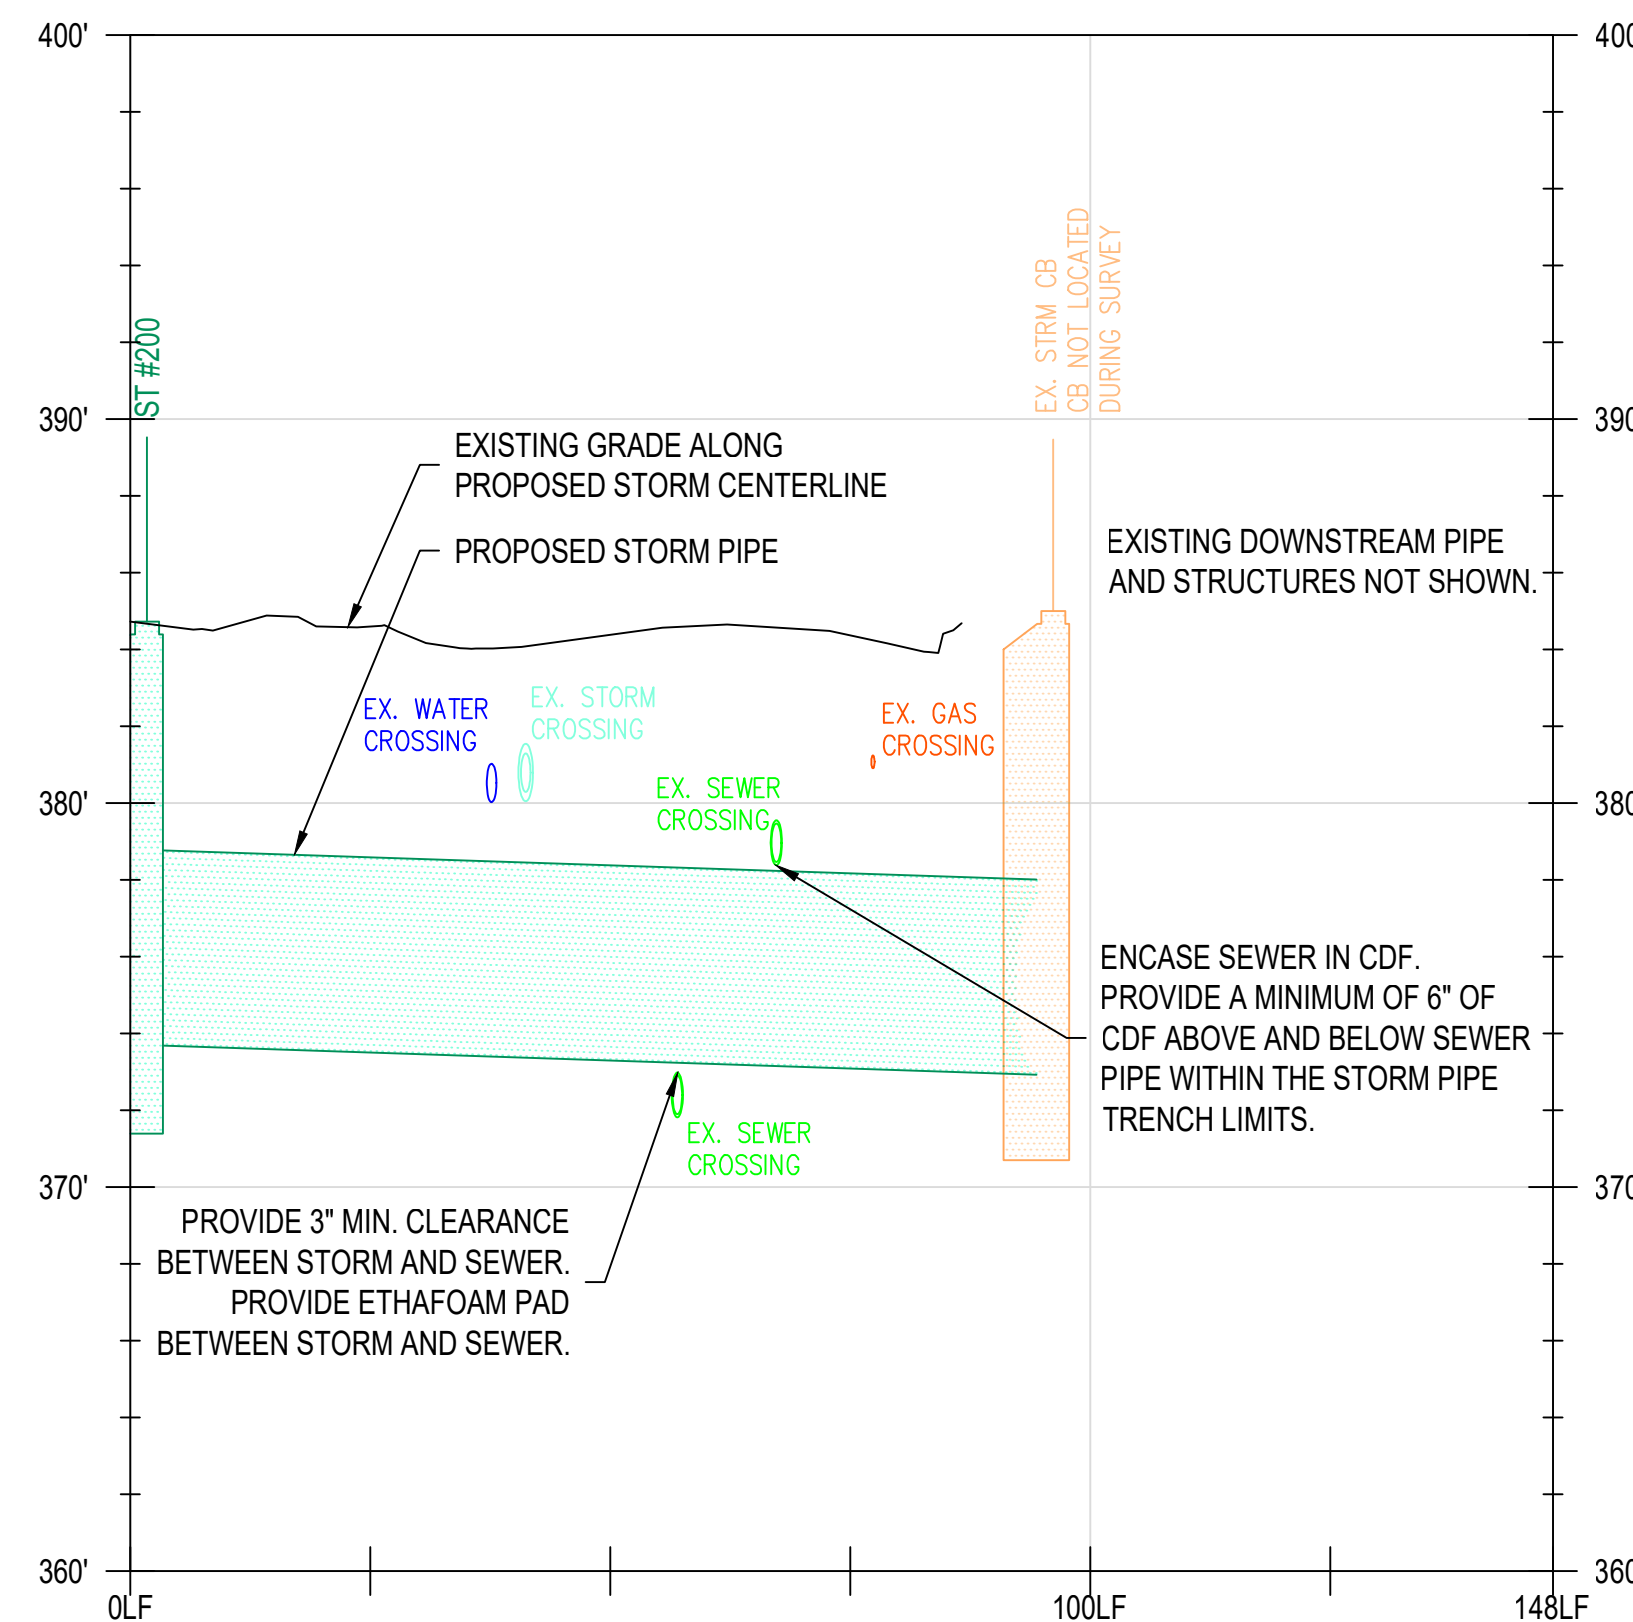 400'
400
EX. STRM CB
CB NOT LOCATED
DURING SURVEY
ST #200
390'
390
EXISTING GRADE ALONG
PROPOSED STORM CENTERLINE
PROPOSED STORM PIPE
EXISTING DOWNSTREAM PIPE
AND STRUCTURES NOT SHOWN.
EX. WATER
CROSSING
EX. STORM
CROSSING
EX. GAS
CROSSING
EX. SEWER
CROSSING
380'
380
ENCASE SEWER IN CDF.
PROVIDE A MINIMUM OF 6" OF
CDF ABOVE AND BELOW SEWER
PIPE WITHIN THE STORM PIPE
TRENCH LIMITS.
EX. SEWER
CROSSING
370'
370
PROVIDE 3" MIN. CLEARANCE
BETWEEN STORM AND SEWER.
PROVIDE ETHAFOAM PAD
BETWEEN STORM AND SEWER.
360'
360
0LF
100LF
148LF